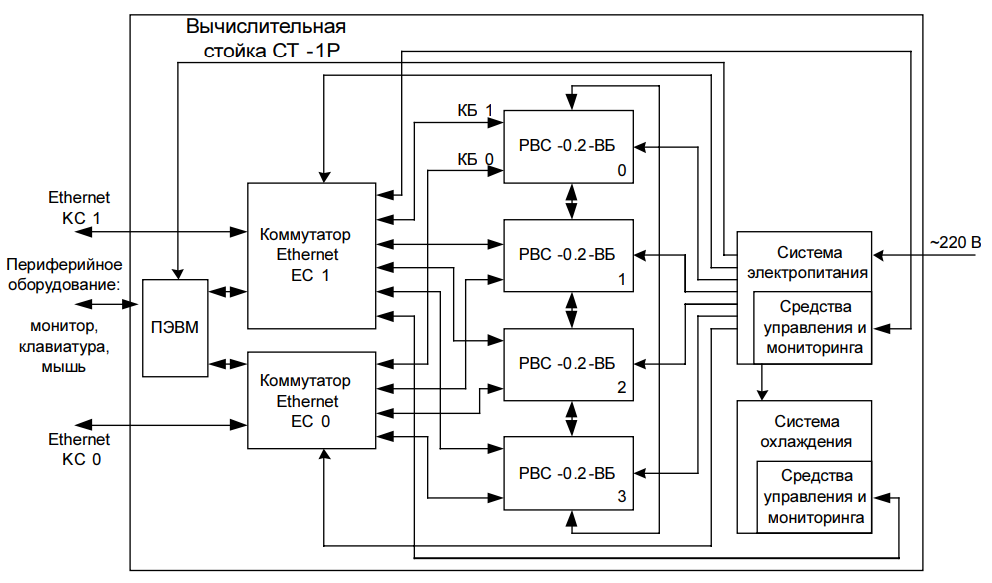 Вычислительная
стойка СТ -1Р
КБ 1
РВС -0.2-ВБ
0
КБ 0
Ethernet
КС 1
Коммутатор
Ethernet
ЕС 1
РВС -0.2-ВБ
1
Система
электропитания
~220 В
Средства
управления и
мониторинга
Периферийное
оборудование:
монитор,
клавиатура,
мышь
ПЭВМ
РВС -0.2-ВБ
2
Коммутатор
Ethernet
ЕС 0
Ethernet
КС 0
Система
охлаждения
РВС -0.2-ВБ
3
Средства
управления и
мониторинга